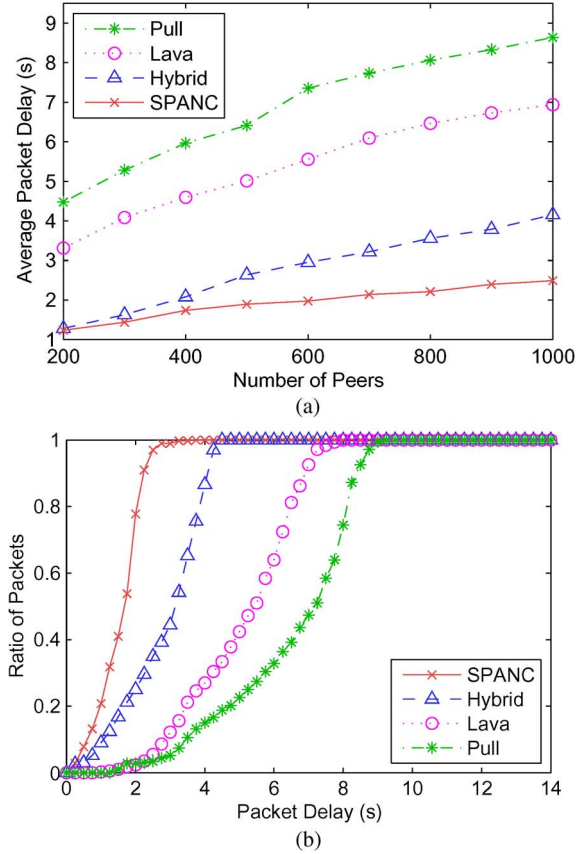 9
8
7
6
5
4
3
2
1
Average Packet Delay (s)
Pull
Lava
Hybrid
SPANC
200 400 600 800 1000
Number of Peers
(a)
1
0.8
0.6
0.4
0.2
0
Ratio of Packets
SPANC
Hybrid
Lava
Pull
0 2 4 6 8 10 12 14
Packet Delay (s)
(b)